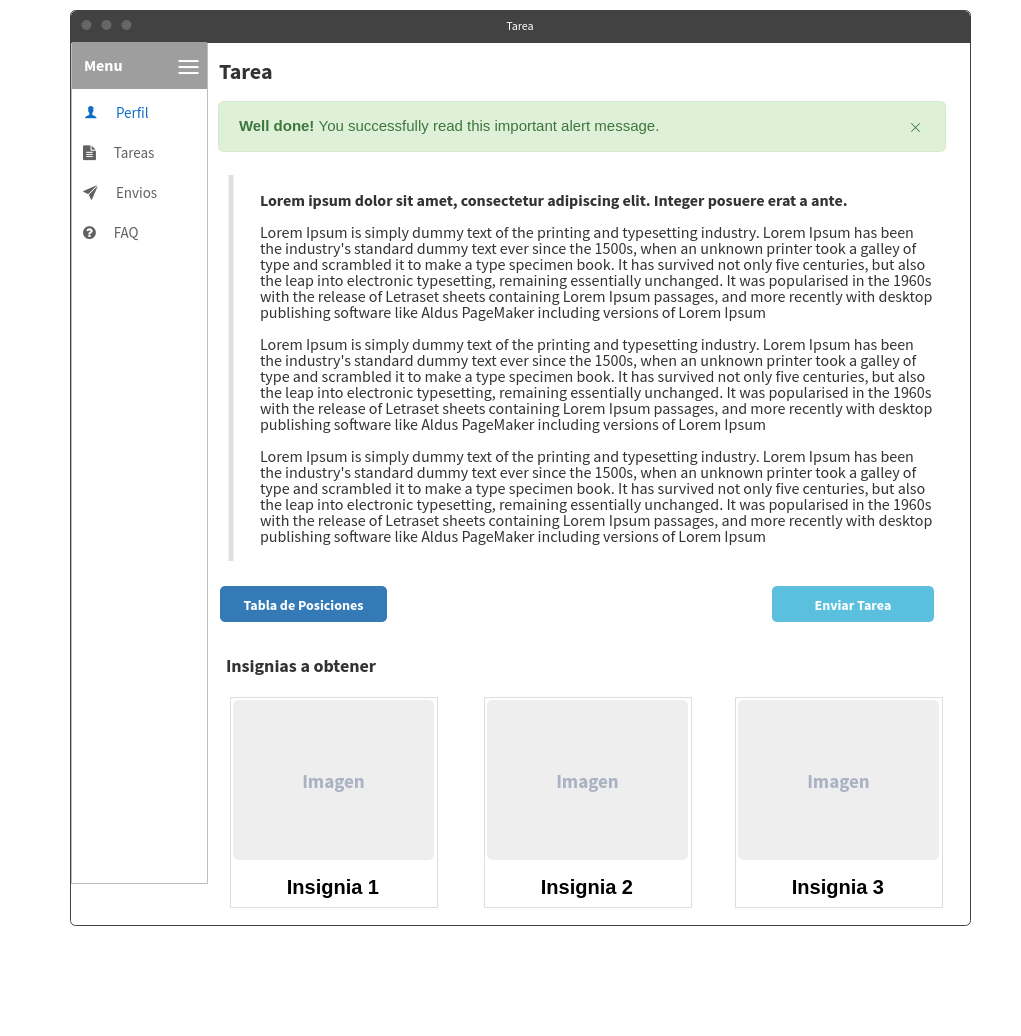 Tarea
Menu
Perfil
Tareas
Envios
FAQ
Tarea
Well done! You successfully read this important alert message.
Lorem ipsum dolor sit amet, consectetur adipiscing elit. Integer posuere erat a ante.
Lorem Ipsum is simply dummy text of the printing and typesetting industry. Lorem Ipsum has been
the industry's standard dummy text ever since the 1500s, when an unknown printer took a galley of
type and scrambled it to make a type specimen book. It has survived not only five centuries, but also
the leap into electronic typesetting, remaining essentially unchanged. It was popularised in the 1960s
with the release of Letraset sheets containing Lorem Ipsum passages, and more recently with desktop
publishing software like Aldus PageMaker including versions of Lorem Ipsum
Lorem Ipsum is simply dummy text of the printing and typesetting industry. Lorem Ipsum has been
the industry's standard dummy text ever since the 1500s, when an unknown printer took a galley of
type and scrambled it to make a type specimen book. It has survived not only five centuries, but also
the leap into electronic typesetting, remaining essentially unchanged. It was popularised in the 1960s
with the release of Letraset sheets containing Lorem Ipsum passages, and more recently with desktop
publishing software like Aldus PageMaker including versions of Lorem Ipsum
Lorem Ipsum is simply dummy text of the printing and typesetting industry. Lorem Ipsum has been
the industry's standard dummy text ever since the 1500s, when an unknown printer took a galley of
type and scrambled it to make a type specimen book. It has survived not only five centuries, but also
the leap into electronic typesetting, remaining essentially unchanged. It was popularised in the 1960s
with the release of Letraset sheets containing Lorem Ipsum passages, and more recently with desktop
publishing software like Aldus PageMaker including versions of Lorem Ipsum
Tabla de Posiciones
Enviar Tarea
Insignias a obtener
Imagen
Imagen
Imagen
Insignia 1
Insignia 2
Insignia 3